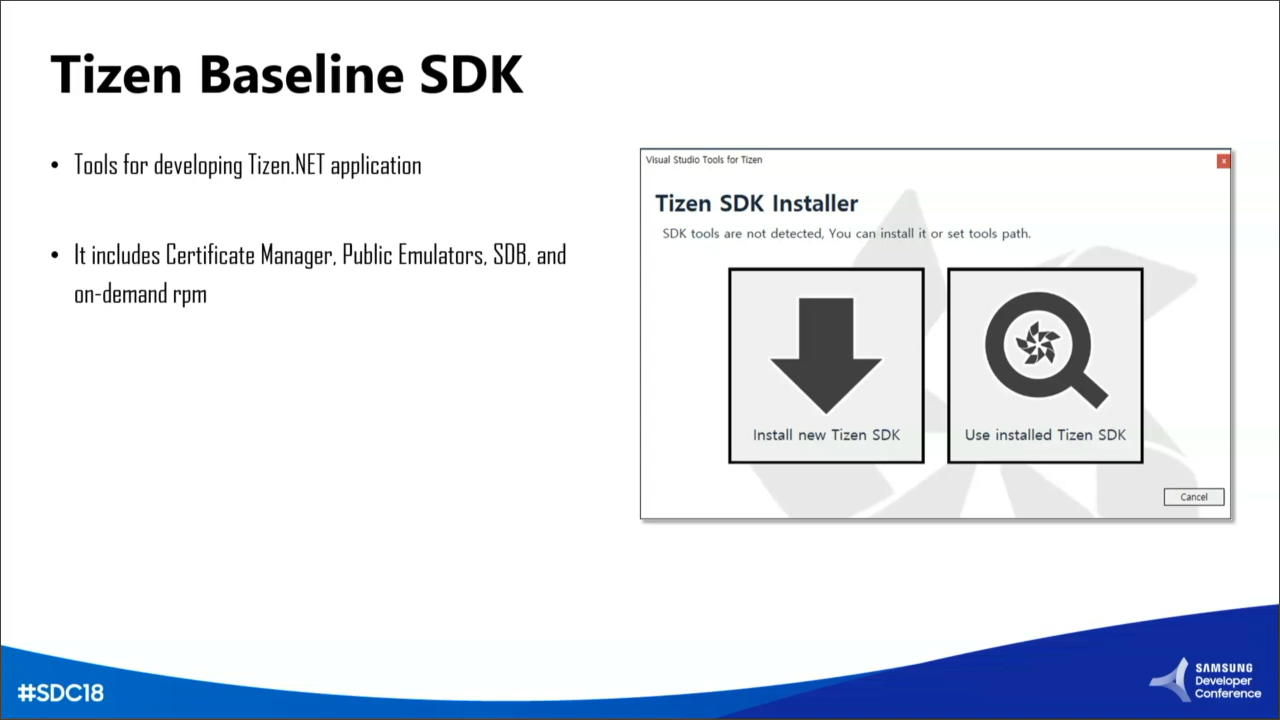 Tizen Baseline SDK
• Tools for developing Tizen.NET application
• It includes Certificate Manager, Public Emulators, SDB, and
on-demand rpm
Visual Studio Tools for Tizen
x
Tizen SDK Installer
SDK tools are not detected, You can install it or set tools path.
Install new Tizen SDK
Use installed Tizen SDK
Cancel
#SDC18
SAMSUNG
Developer
Conference